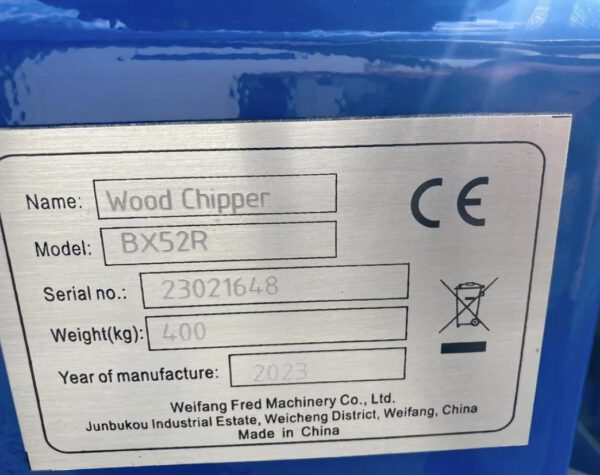 Name: Wood Chipper
CE
Model: BX52R
Serial no.: 23021648
Weight(kg): 400
Year of manufacture: 2023
Weifang Fred Machinery Co., Ltd.
Junbukou Industrial Estate, Weicheng District, Weifang, China
Made in China